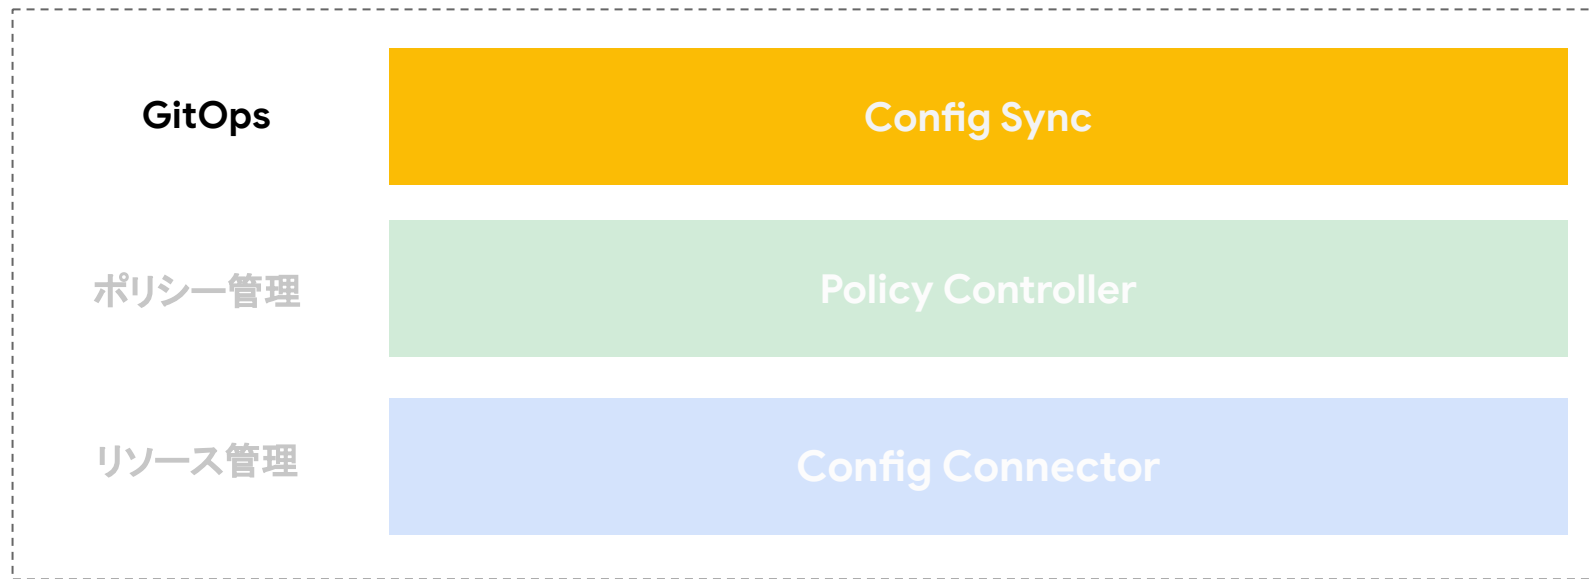 GitOps
Config Sync
ポリシー管理
Policy Controller
リソース管理
Config Connector